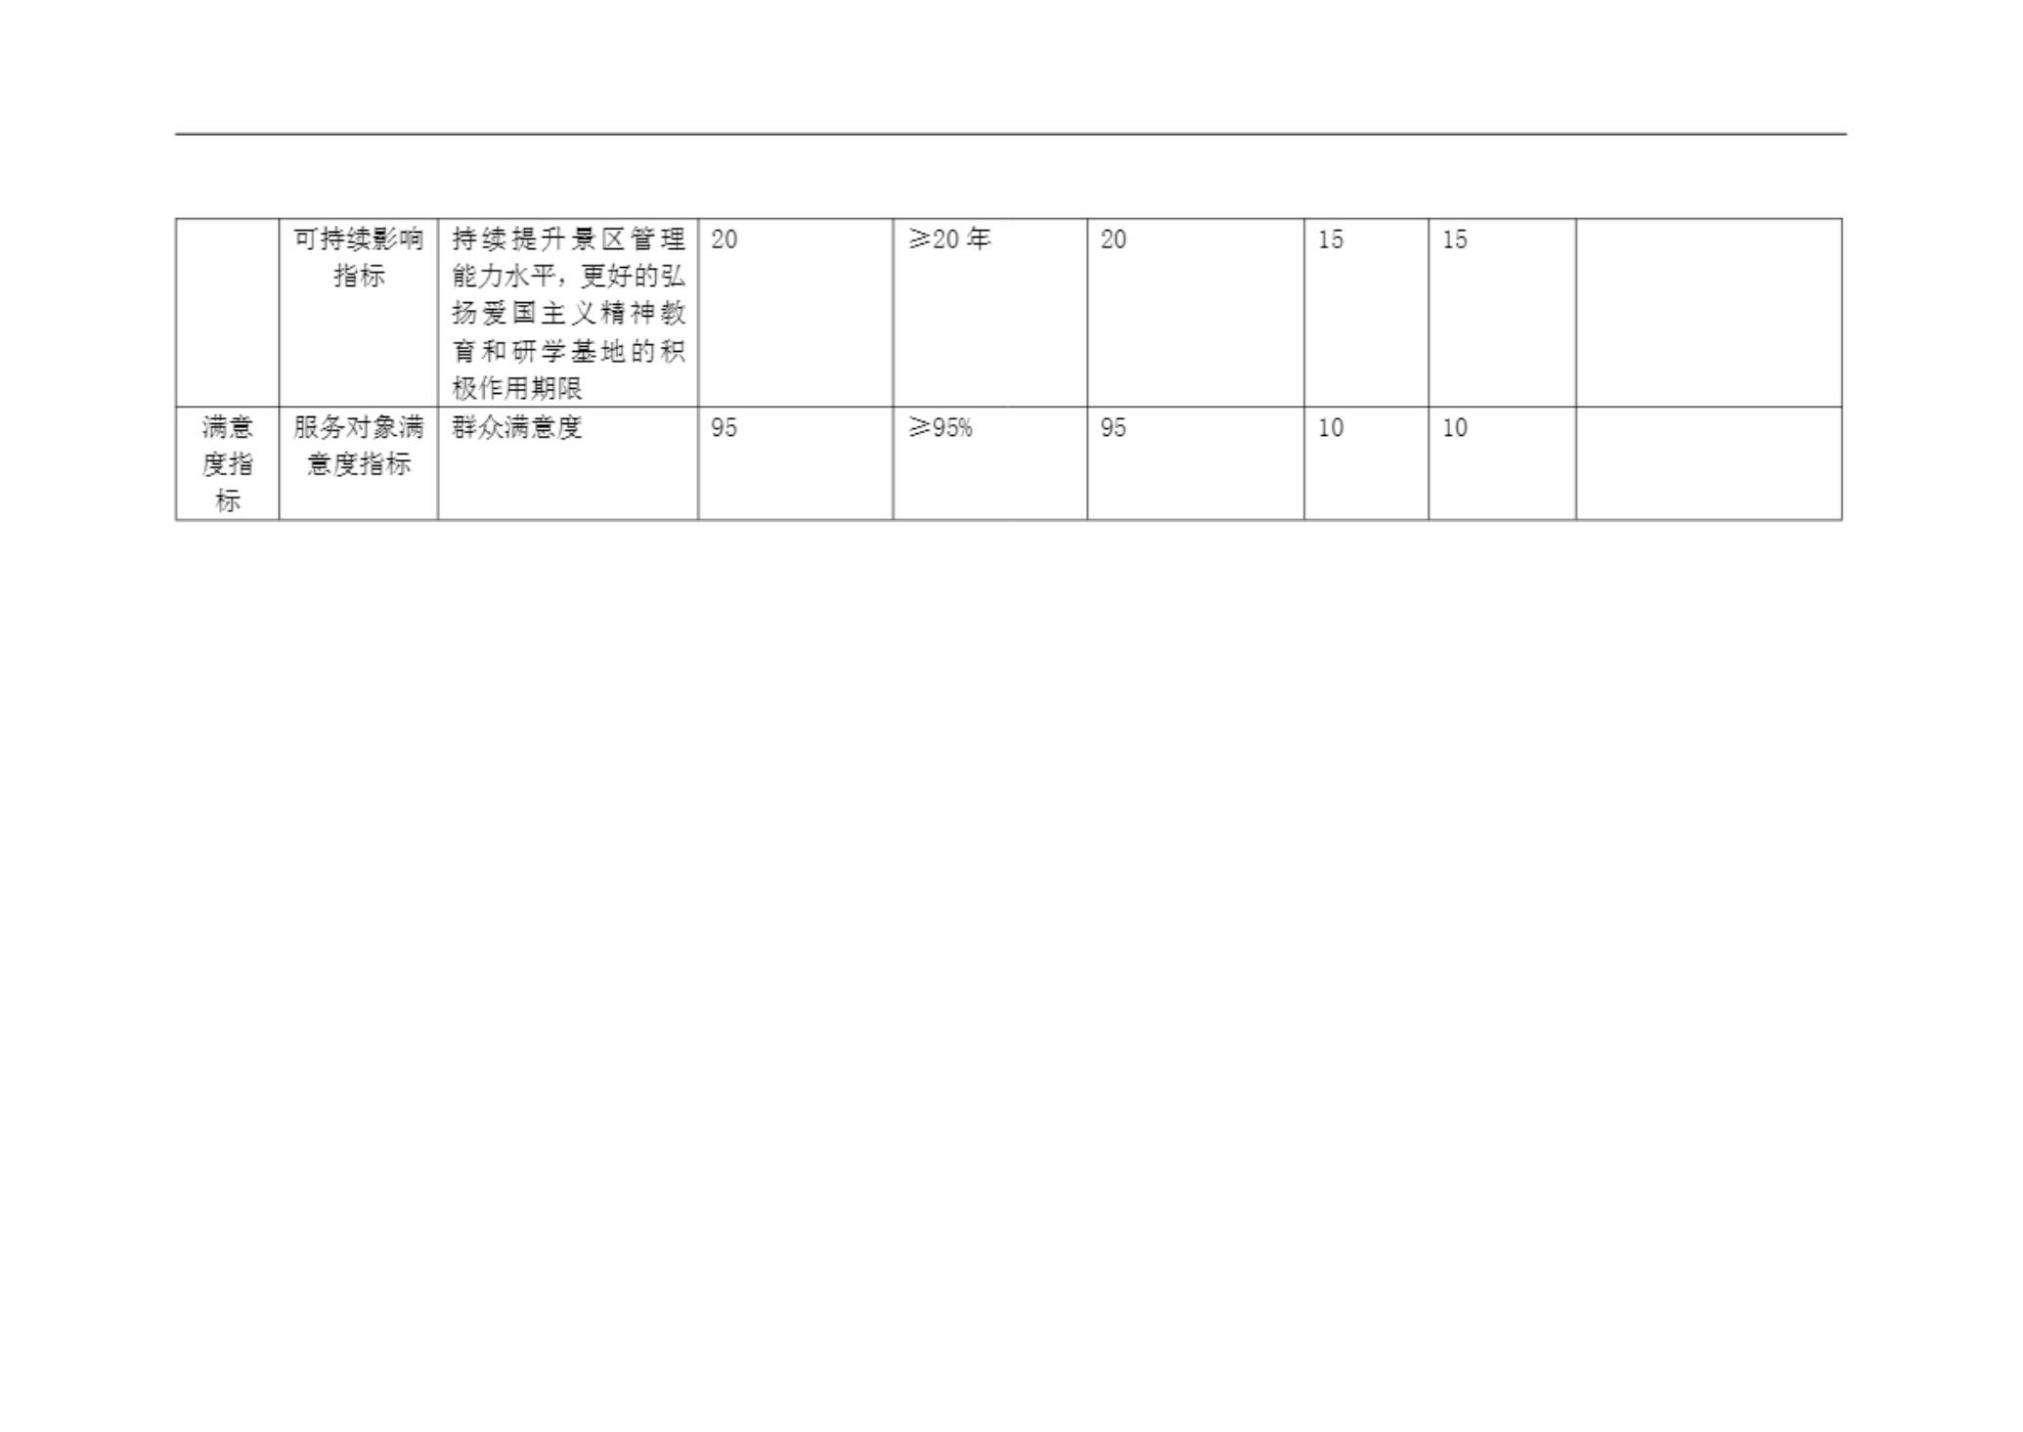 可持续影响
指标
持续提升景区管理
能力水平，更好的弘
扬爱国主义精神教
育和研学基地的积
极作用期限
20
≥20 年
20
15
15
满意
度指
标
服务对象满
意度指标
群众满意度
95
≥95%
95
10
10